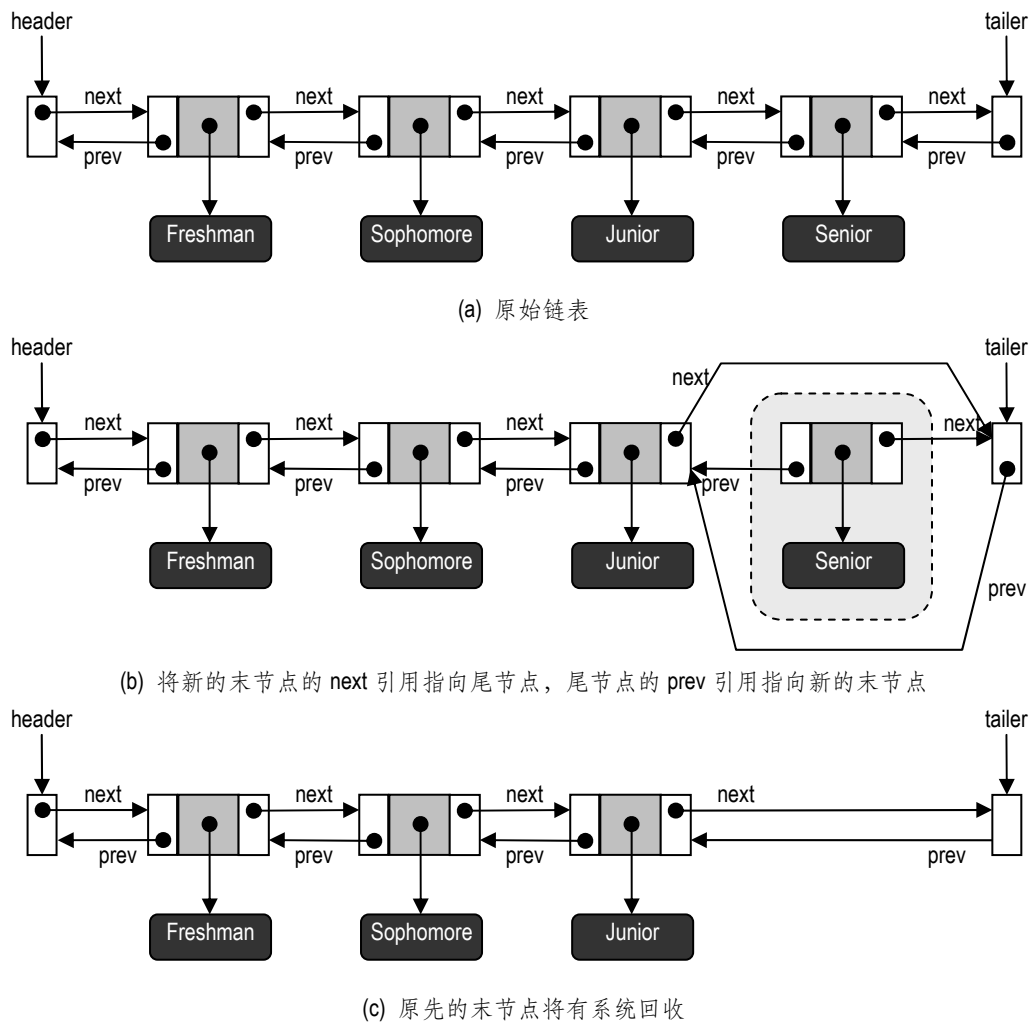 header tailer
next next next next next
prev prev prev prev prev
Freshman Sophomore Junior Senior
(a) 原始链表
header tailer
next
next next next next
prev prev prev prev
Freshman Sophomore Junior Senior
prev
(b) 将新的末节点的 next 引用指向尾节点，尾节点的 prev 引用指向新的末节点
header tailer
next next next next
prev prev prev prev
Freshman Sophomore Junior
(c) 原先的末节点将有系统回收